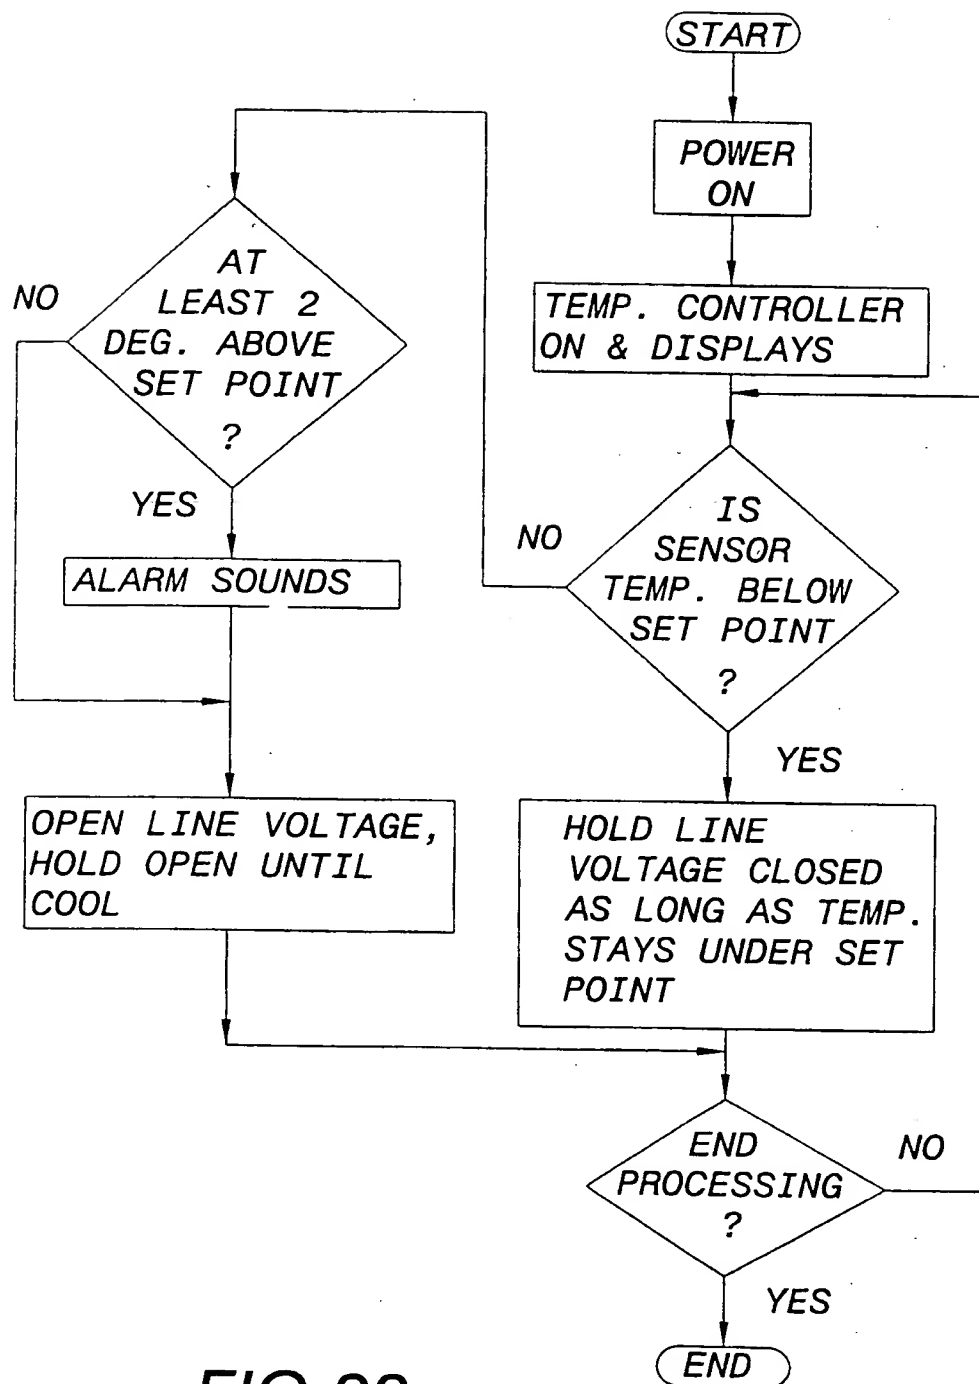 START
POWER
ON
TEMP. CONTROLLER
ON & DISPLAYS
IS
SENSOR
TEMP. BELOW
SET POINT
?
NO
YES
AT
LEAST 2
DEG. ABOVE
SET POINT
?
NO
YES
ALARM SOUNDS
OPEN LINE VOLTAGE,
HOLD OPEN UNTIL
COOL
HOLD LINE
VOLTAGE CLOSED
AS LONG AS TEMP.
STAYS UNDER SET
POINT
END
PROCESSING
?
NO
YES
END